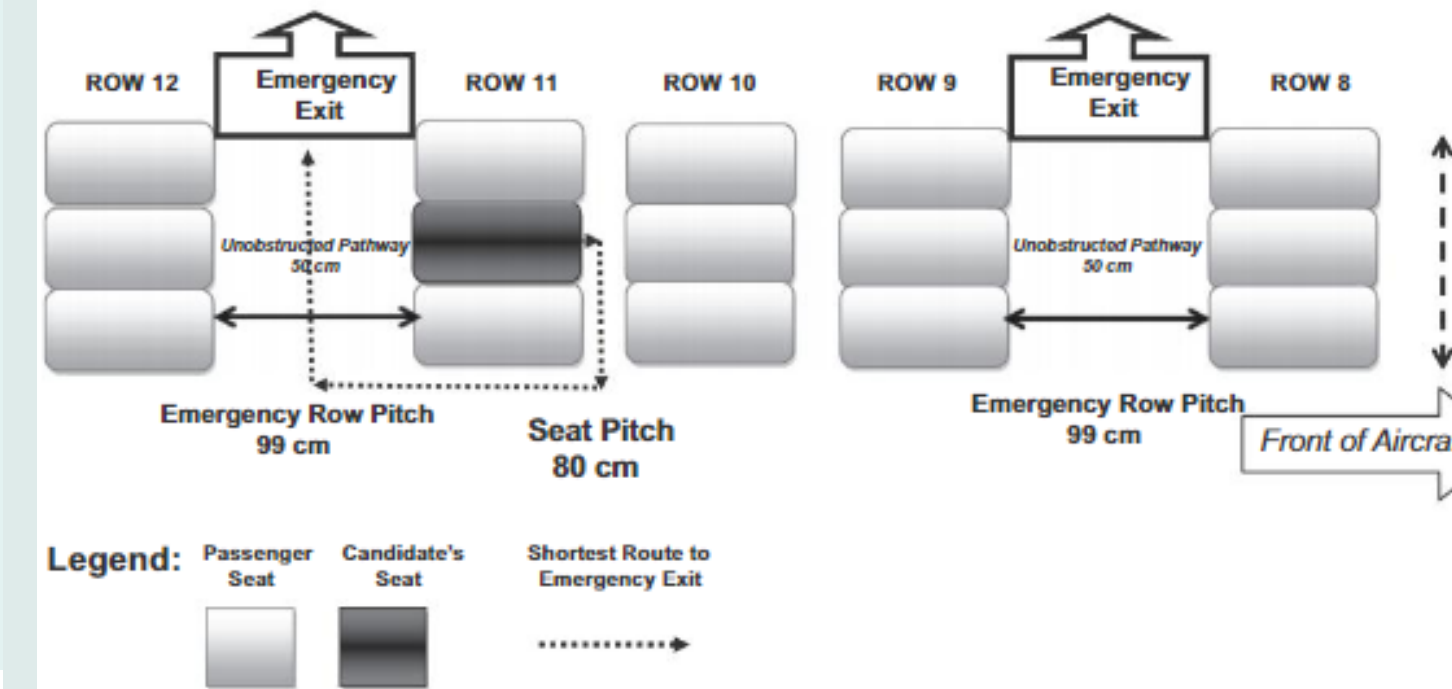 ROW 12
Emergency
Exit
ROW 11
ROW 10
ROW 9
Emergency
Exit
ROW 8
Unobstructed Pathway
50 cm
Unobstructed Pathway
50 cm
Emergency Row Pitch
99 cm
Seat Pitch
80 cm
Emergency Row Pitch
99 cm
Front of Aircra
Legend:
Passenger
Seat
Candidate's
Seat
Shortest Route to
Emergency Exit